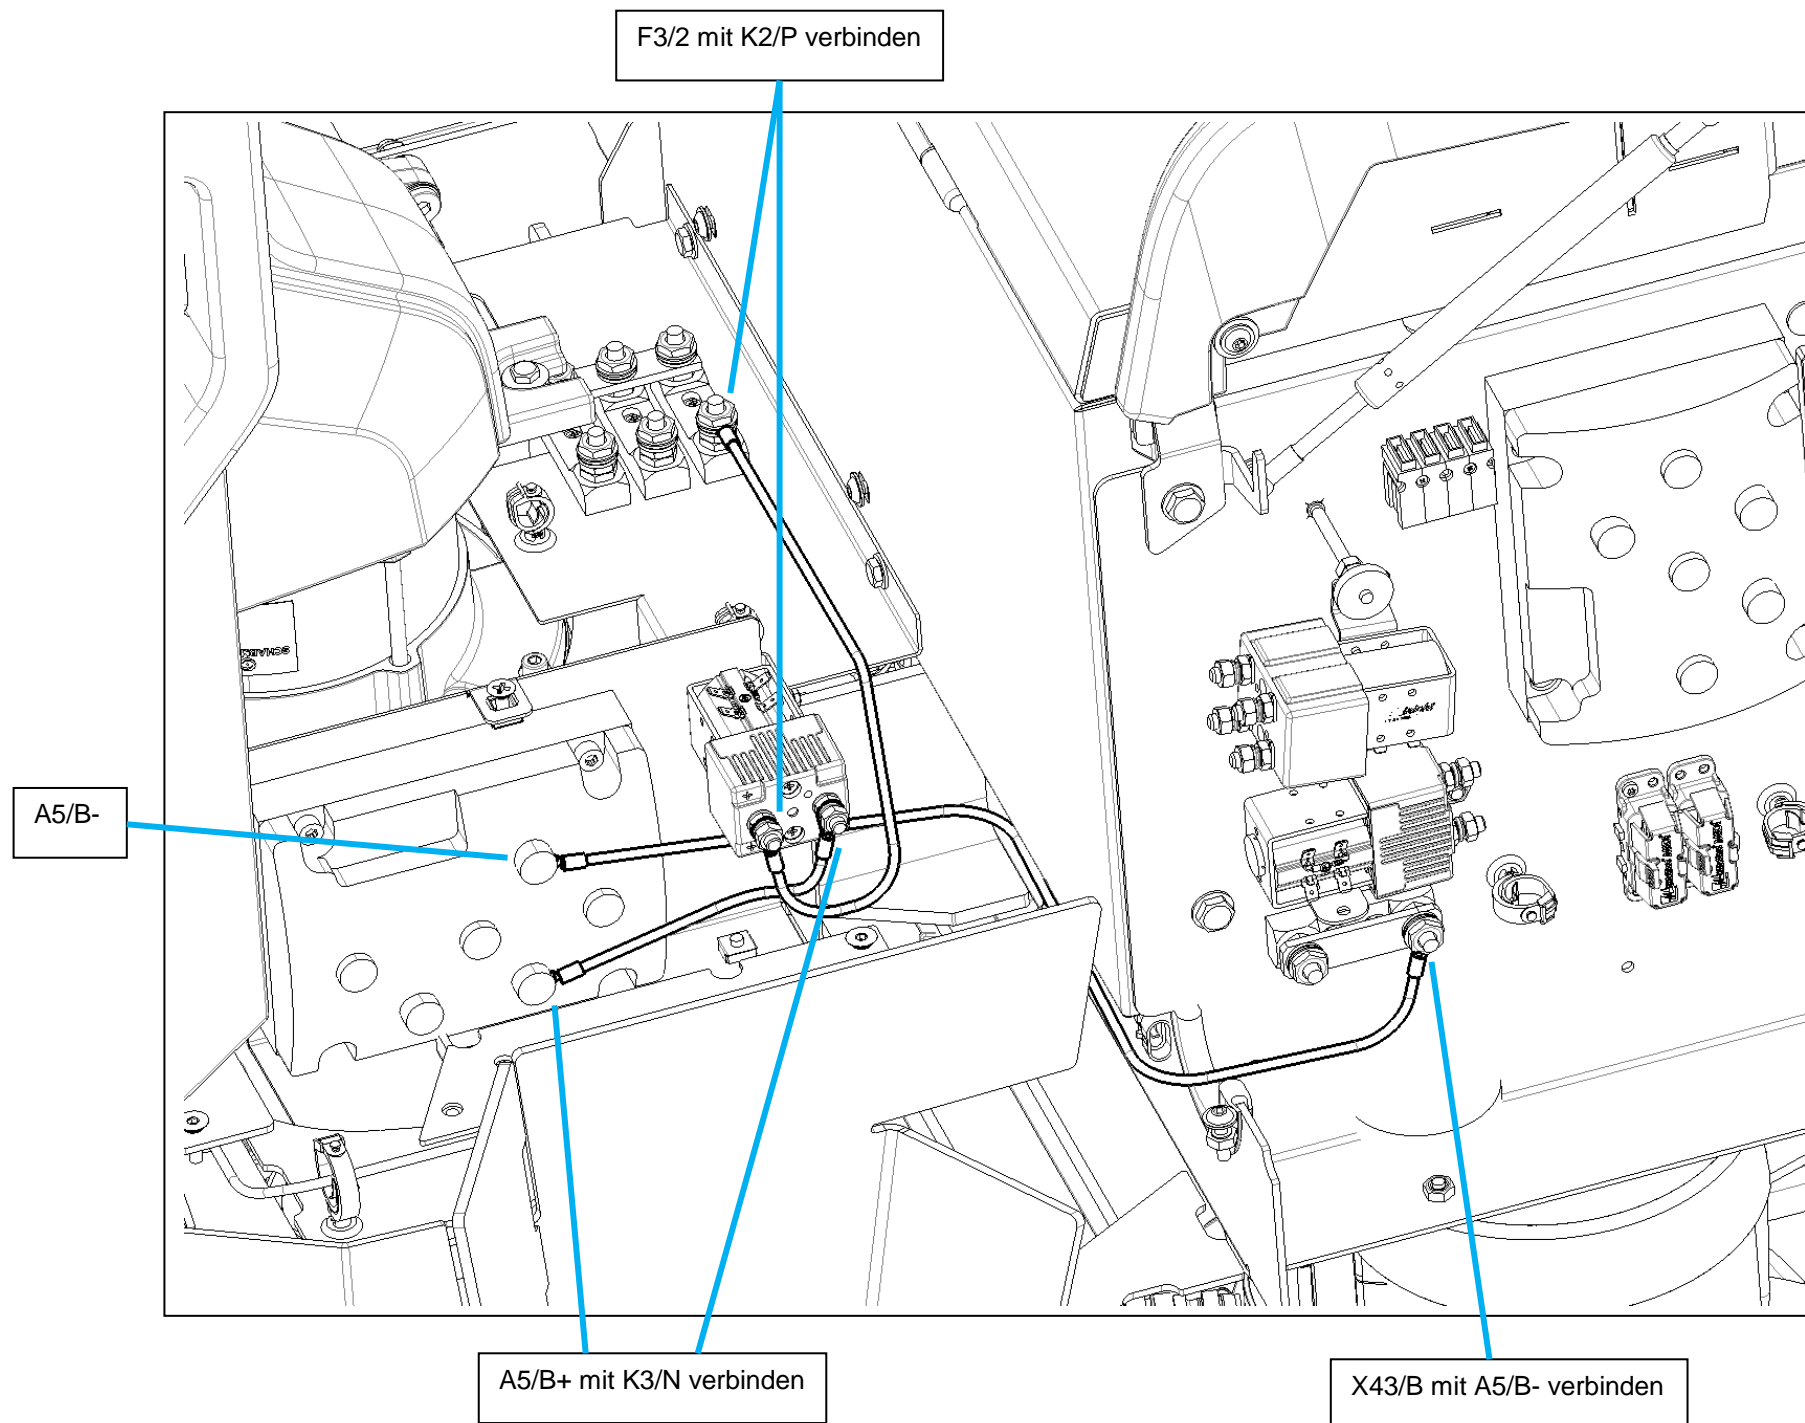 F3/2 mit K2/P verbinden
A5/B-
A5/B+ mit K3/N verbinden
X43/B mit A5/B- verbinden